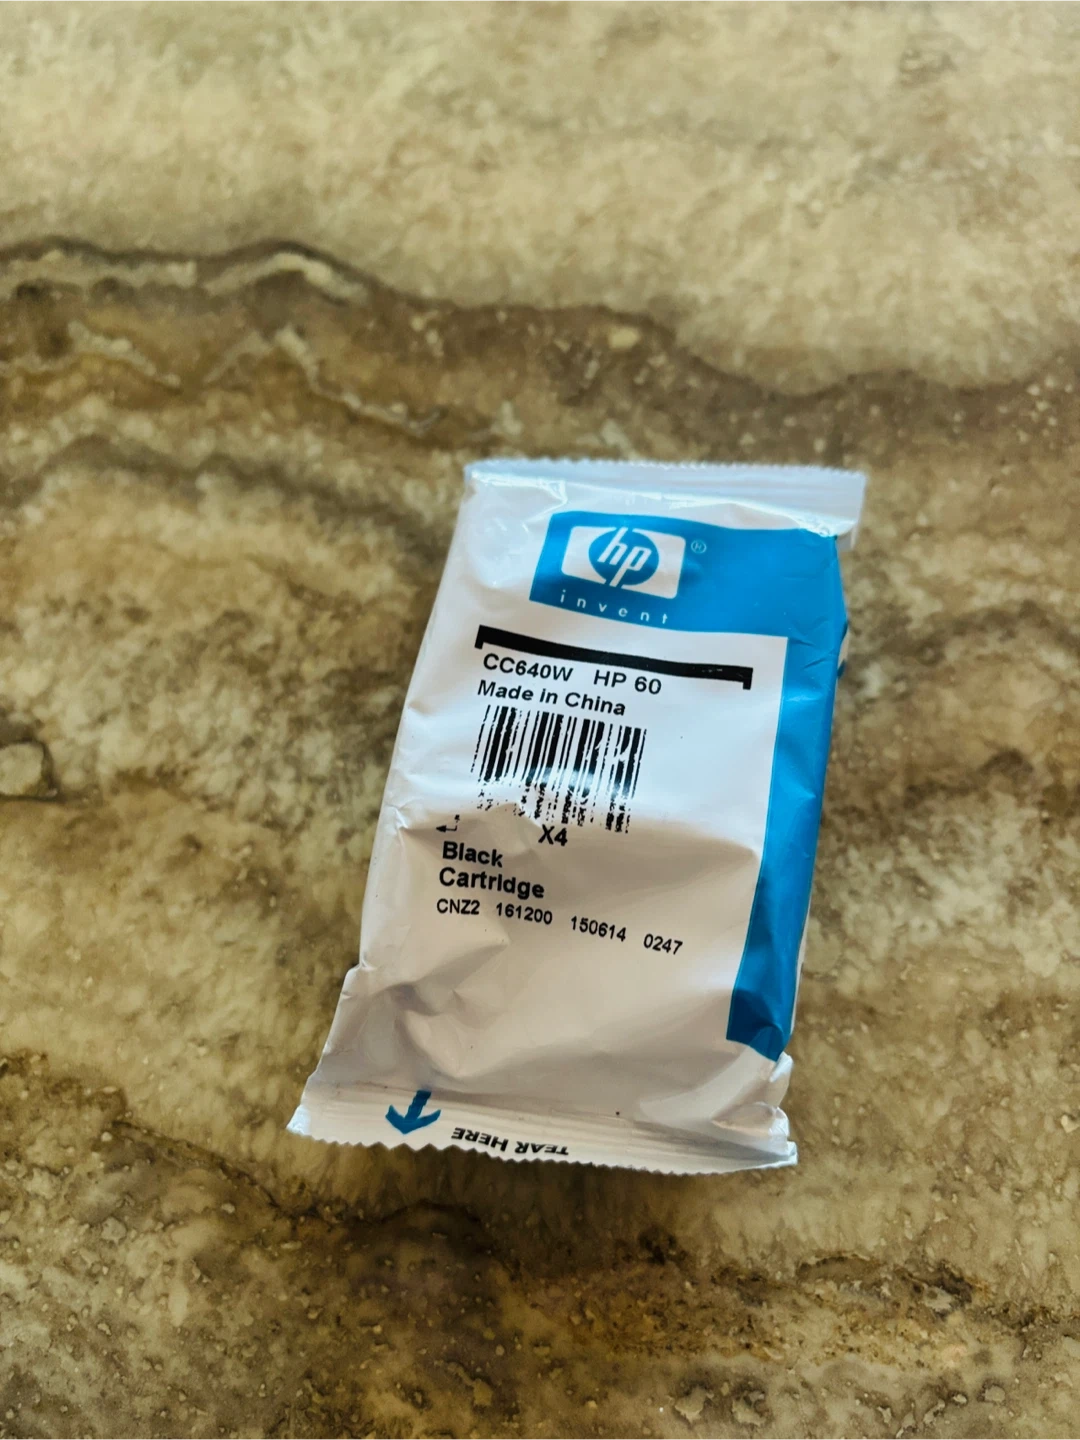 hp ®
invent
CC640W HP 60
Made in China
X4
Black
Cartridge
CNZ2 161200 150614 0247
TEAR HERE